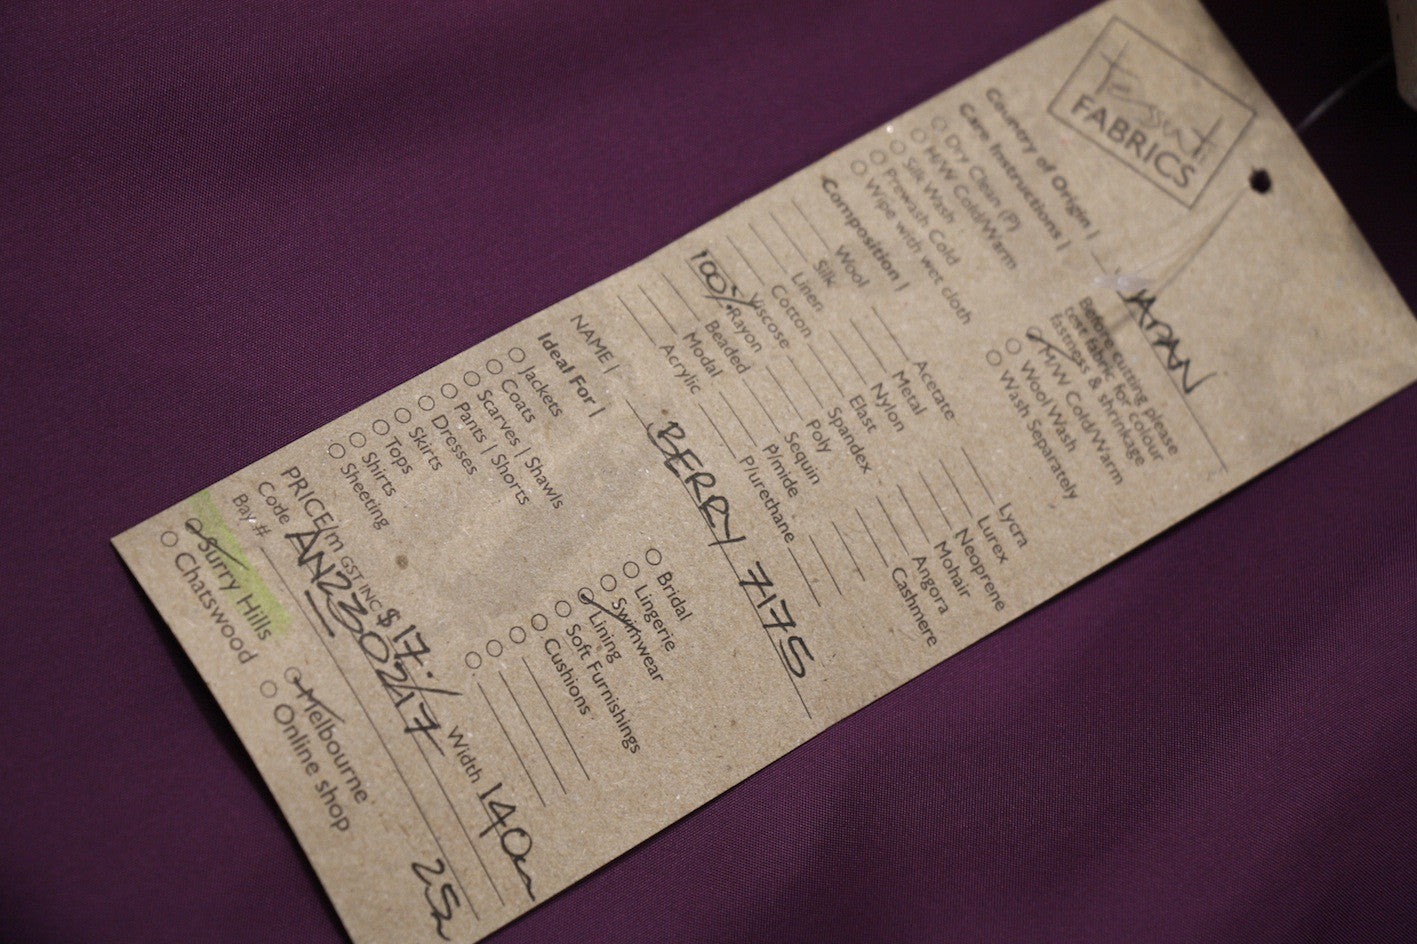 Tessuti
FABRICS
Country of Origin | JAPAN
Care Instructions |
Dry Clean (P)
M/W Cold/Warm
Silk Wash
Prewash Cold
Wipe with wet cloth
Before cutting please
test fabric for colour
fastness & shrinkage
M/W Cold/Warm
Wool Wash
Wash Separately
Composition |
Wool Acetate Lycra
Silk Metal Lurex
Linen Nylon Neoprene
Cotton Elast Mohair
Viscose Spandex Angora
100% Rayon Poly Cashmere
Beaded Sequin
Modal P/mide
Acrylic P/urethane
NAME | BERRY 7175
Ideal For |
Jackets Bridal
Coats Lingerie
Scarves | Shawls Swimwear
Pants | Shorts Lining
Dresses Soft Furnishings
Skirts Cushions
Tops
Shirts
Sheeting
PRICE/m GST INC $17.- Width 140cm
Code AN230247
Bay #
Surry Hills Melbourne
Chatswood Online shop